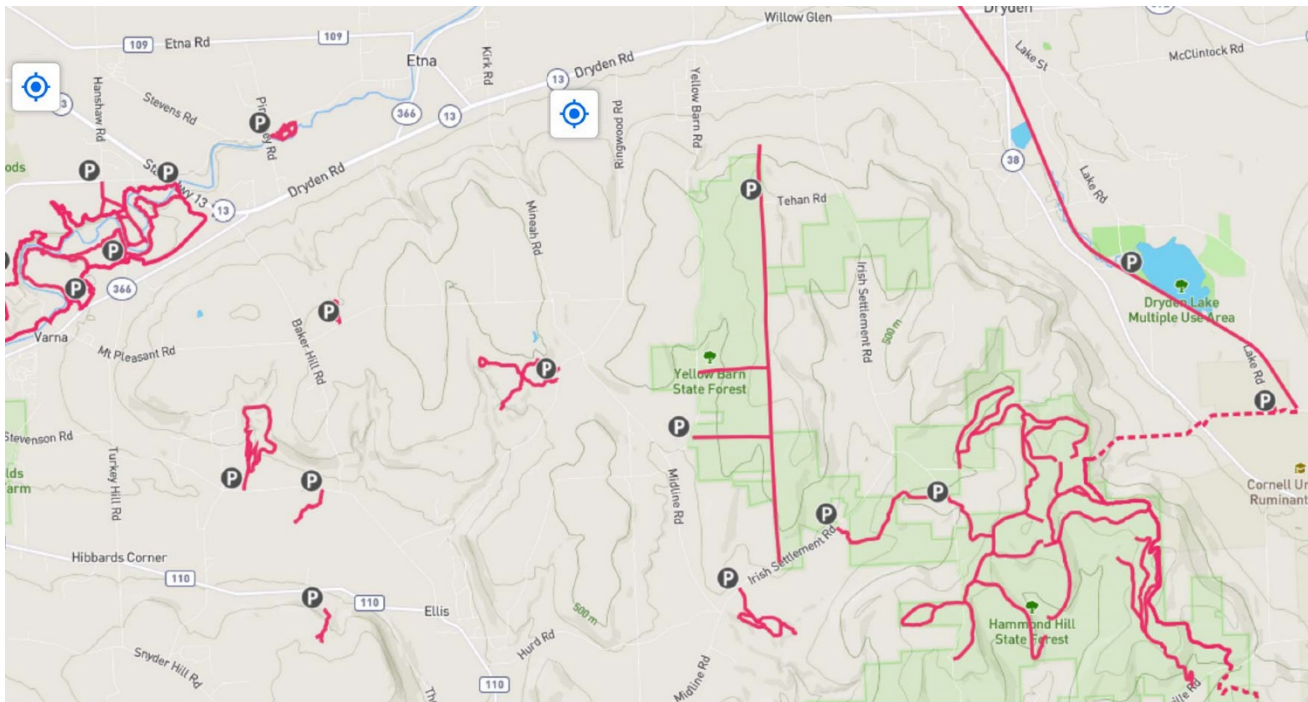 Willow Glen
Dryden
109
Etna Rd
109
Etna
Kirk Rd
13
Dryden Rd
Lake St
McClintock Rd
Hanshaw Rd
Stevens Rd
P
366
13
Ringwood Rd
Yellow Barn Rd
38
Dryden Rd
P
P
13
13
Mineah Rd
P
Tehan Rd
Lake Rd
P
366
P
Irish Settlement Rd
P
Dryden Lake
Multiple Use Area
Varna
Mt Pleasant Rd
Baker Hill Rd
P
P
500 m
Yellow Barn
State Forest
Lake Rd
P
Stevenson Rd
Turkey Hill Rd
P
P
P
Midline Rd
P
P
Irish Settlement Rd
Hibbards Corner
110
P
110
Ellis
P
500 m
Hammond Hill
State Forest
Snyder Hill Rd
Hurd Rd
Midline Rd
110